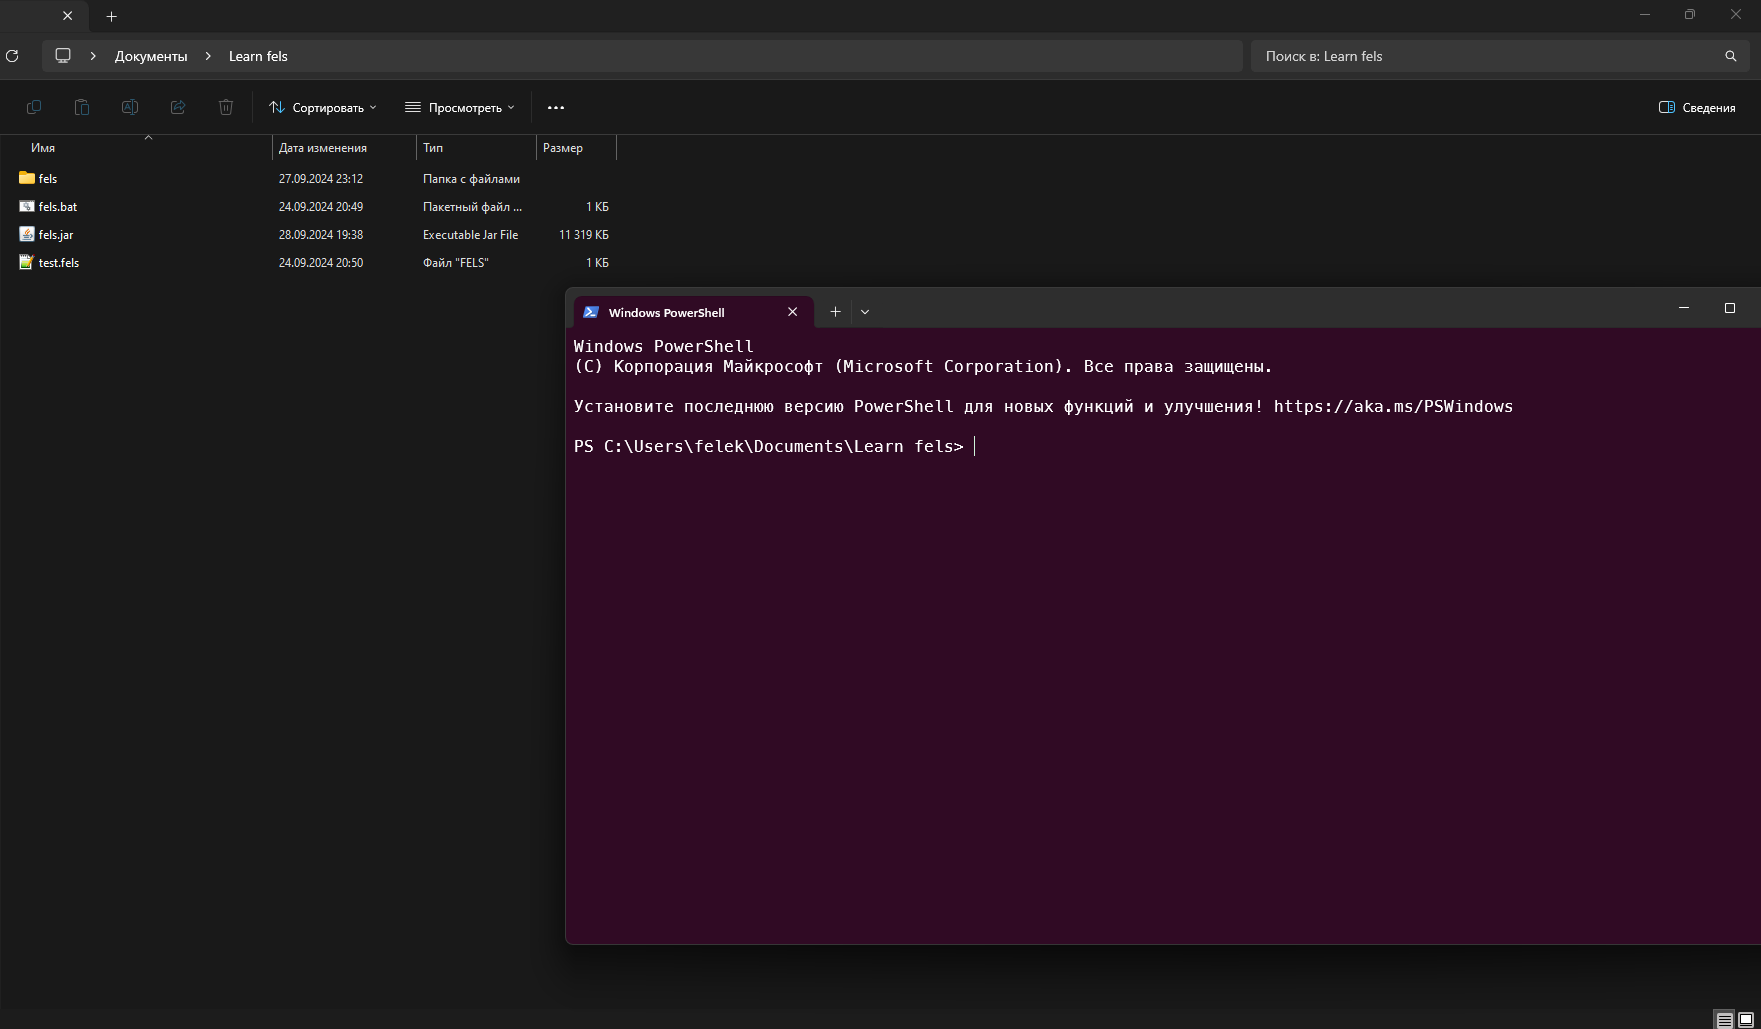 Документы
Learn fels
Поиск в: Learn fels
Сортировать
Просмотреть
Сведения
Имя Дата изменения Тип Размер
fels 27.09.2024 23:12 Папка с файлами
fels.bat 24.09.2024 20:49 Пакетный файл ... 1 КБ
fels.jar 28.09.2024 19:38 Executable Jar File 11 319 КБ
test.fels 24.09.2024 20:50 Файл "FELS" 1 КБ
Windows PowerShell
Windows PowerShell
(C) Корпорация Майкрософт (Microsoft Corporation). Все права защищены.
Установите последнюю версию PowerShell для новых функций и улучшения! https://aka.ms/PSWindows
PS C:\Users\felek\Documents\Learn fels>